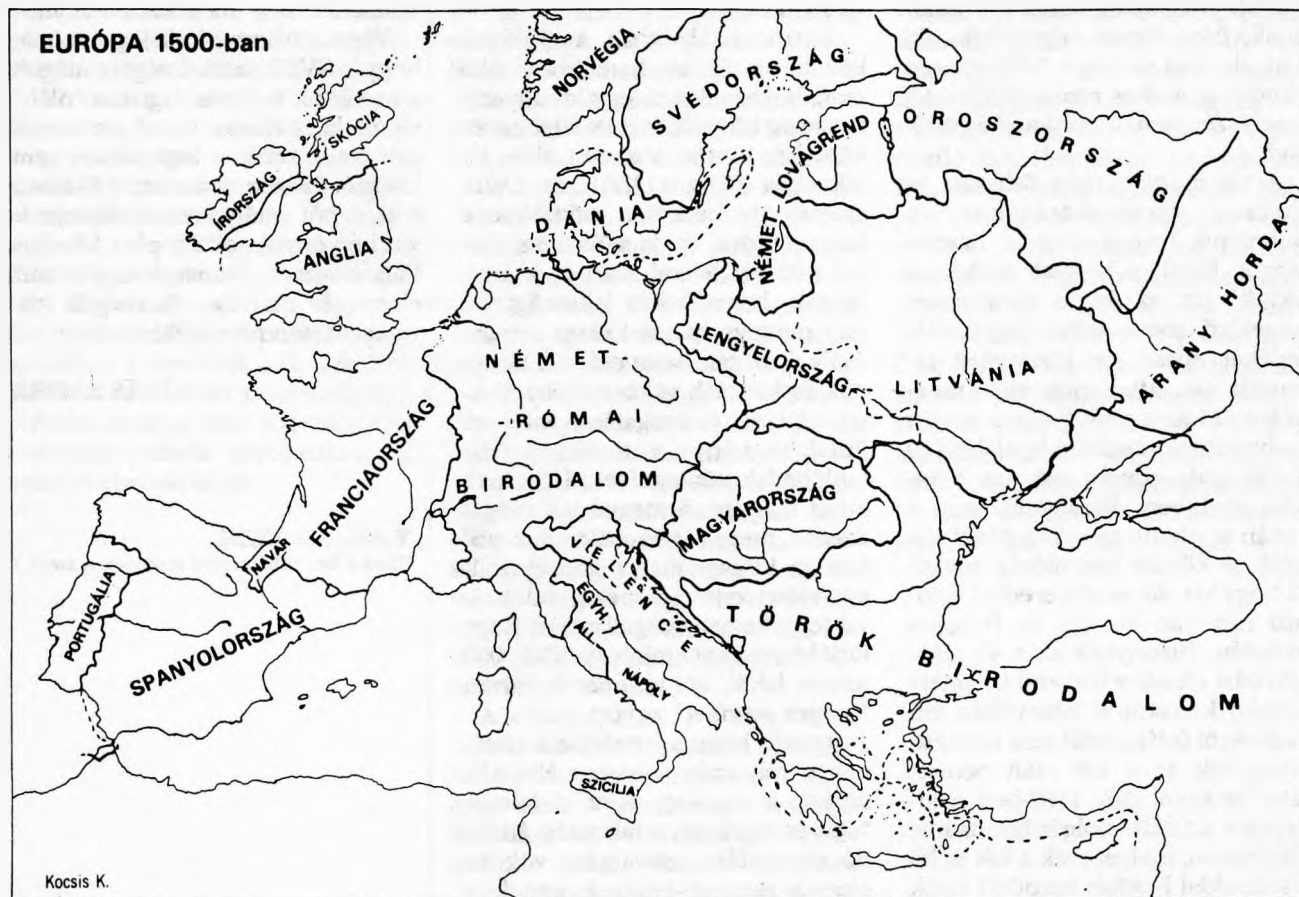 EURÓPA 1500-ban
NORVÉGIA
SVÉDORSZÁG
SKÓCIA
ÍRORSZÁG
ANGLIA
DÁNIA
NÉMET LOVAGREND
OROSZORSZÁG
ARANY HORDA
LENGYELORSZÁG
LITVÁNIA
NÉMET
RÓMAI
BIRODALOM
FRANCIAORSZÁG
MAGYARORSZÁG
NAVAR.
PORTUGÁLIA
SPANYOLORSZÁG
VELENCE
EGYH. ÁL.
NÁPOLY
SZICÍLIA
TÖRÖK
BIRODALOM
Kocsis K.